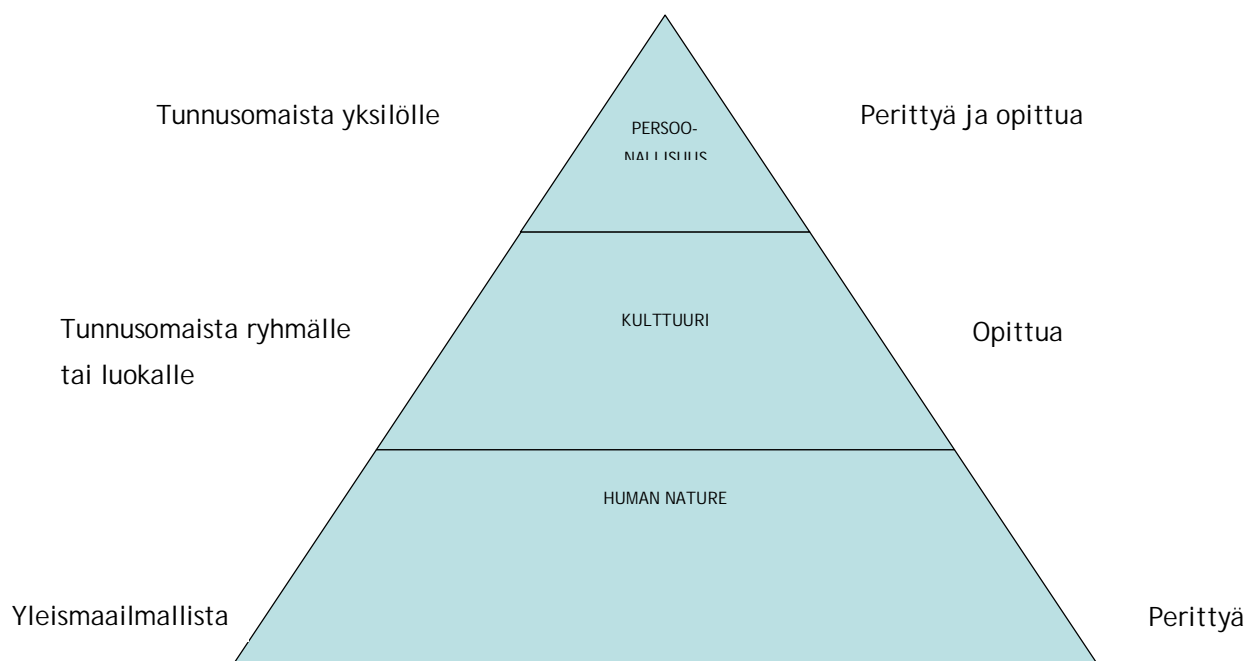 Tunnusomaista yksilölle
Perittyä ja opittua
PERSOO-
NALLISUUS
Tunnusomaista ryhmälle
tai luokalle
KULTTUURI
Opittua
HUMAN NATURE
Yleismaailmallista
Perittyä